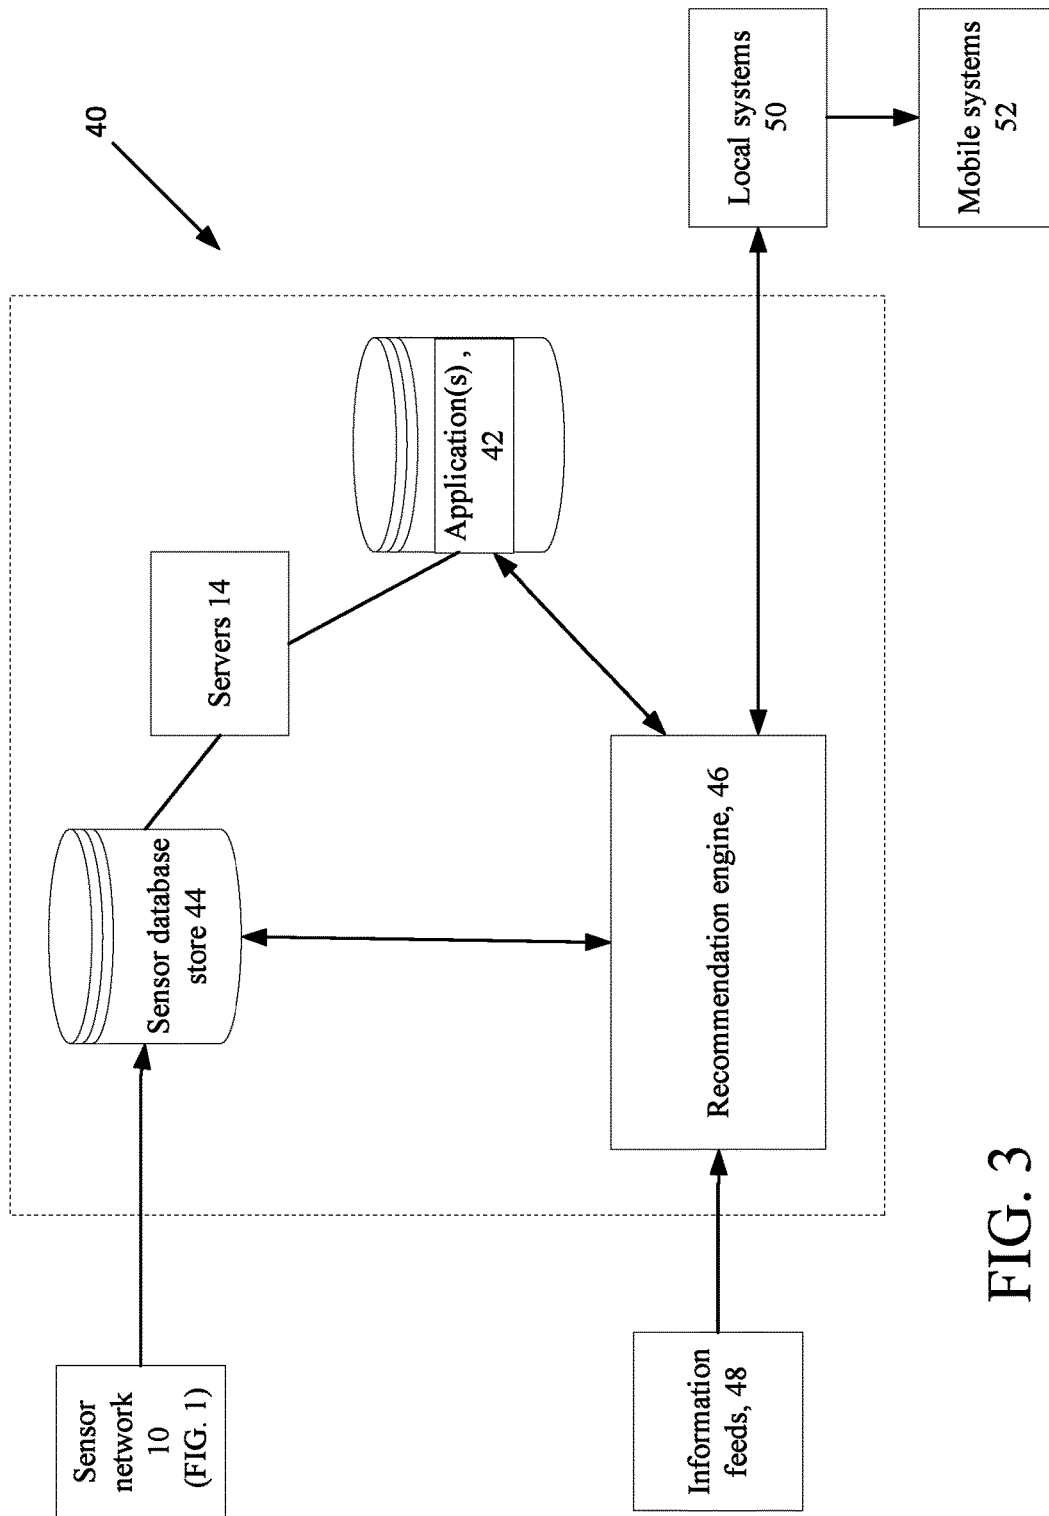 40
Sensor
network
10
(FIG. 1)
Sensor database
store 44
Servers 14
Application(s) ,
42
Information
feeds, 48
Recommendation engine, 46
Local systems
50
Mobile systems
52
FIG. 3